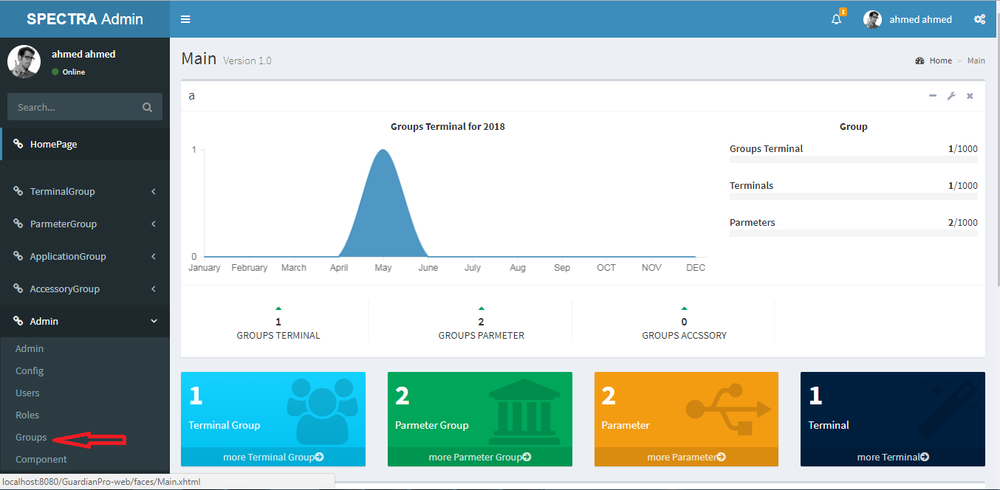 SPECTRA Admin
1
ahmed ahmed
ahmed ahmed
Online
Search...
HomePage
TerminalGroup
ParmeterGroup
ApplicationGroup
AccessoryGroup
Admin
Admin
Config
Users
Roles
Groups
Component
Main Version 1.0
Home > Main
a
Groups Terminal for 2018
1
0
January February March April May June July Aug Sep OCT NOV DEC
Group
Groups Terminal 1/1000
Terminals 1/1000
Parmeters 2/1000
1
GROUPS TERMINAL
2
GROUPS PARMETER
0
GROUPS ACCSSORY
1
Terminal Group
more Terminal Group
2
Parmeter Group
more Parmeter Group
2
Parameter
more Parameter
1
Terminal
more Terminal
localhost:8080/GuardianPro-web/faces/Main.xhtml